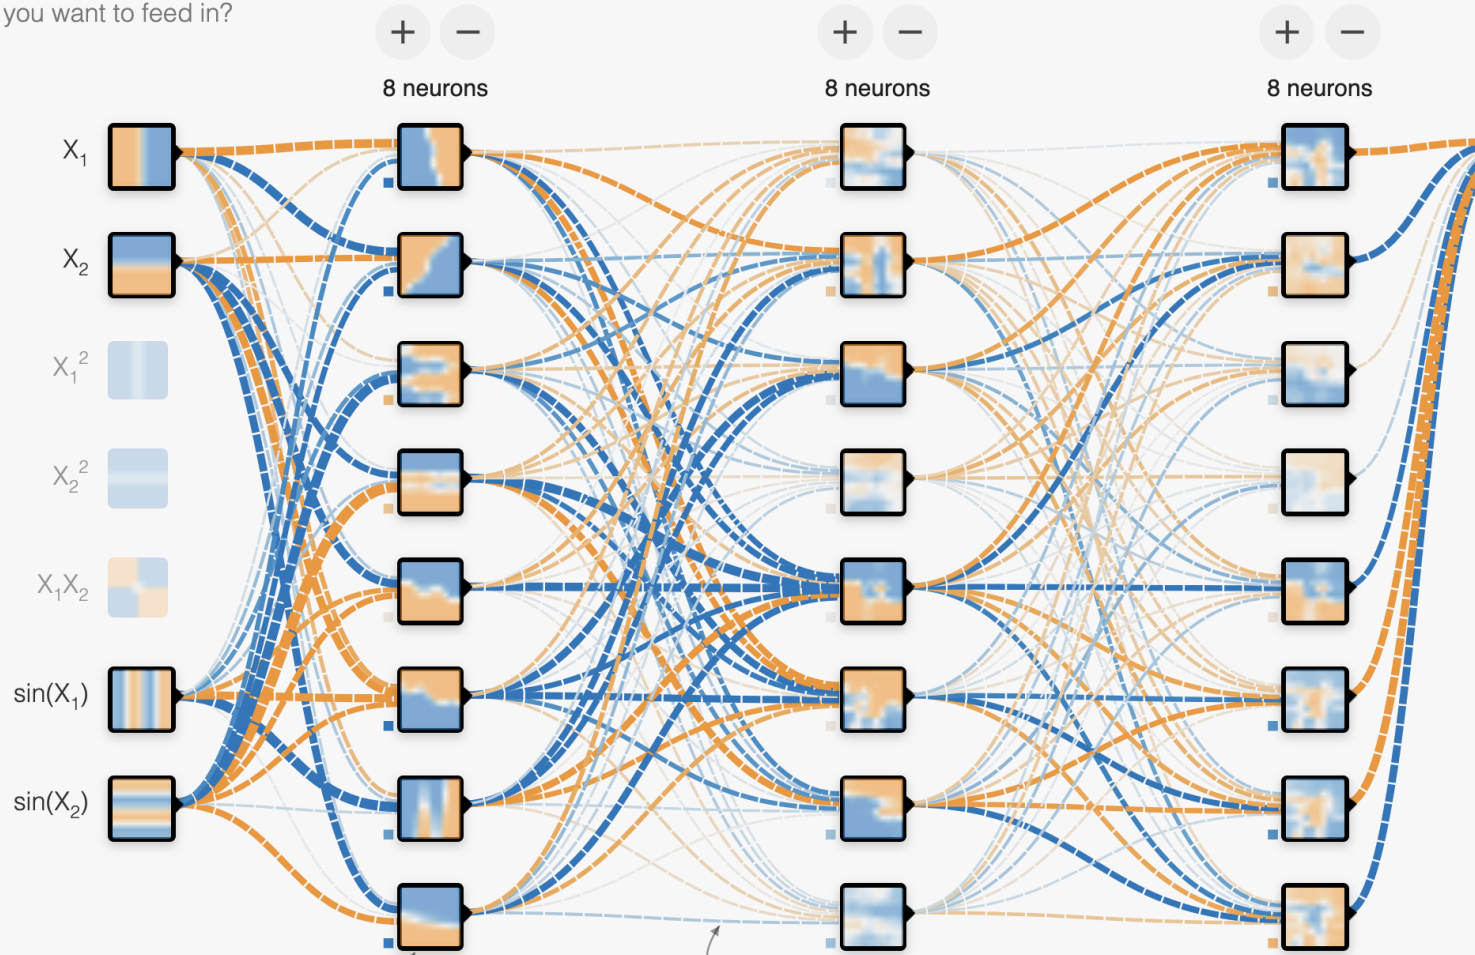 you want to feed in?
+ − + − + −
8 neurons 8 neurons 8 neurons
X₁
X₂
X₁²
X₂²
X₁X₂
sin(X₁)
sin(X₂)